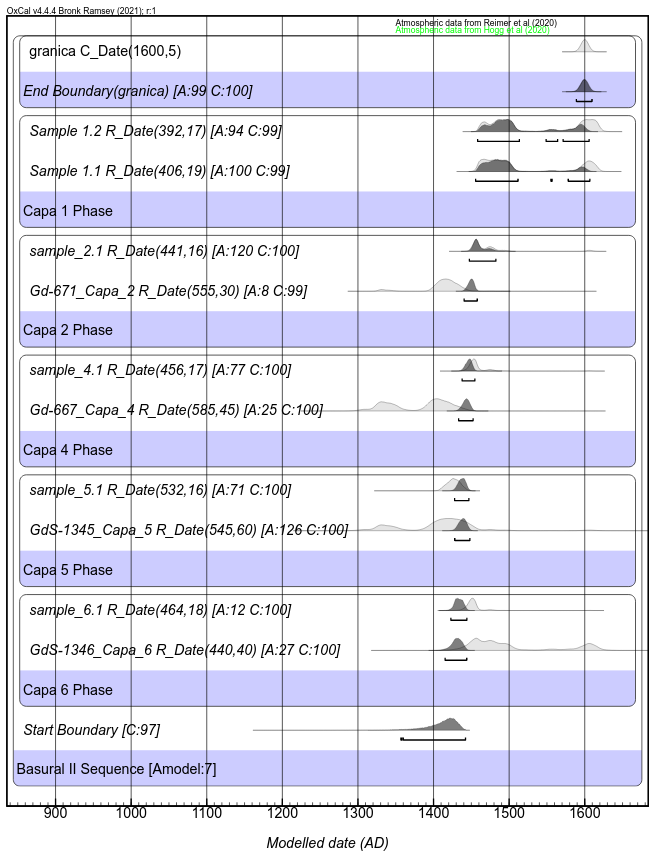 OxCal v4.4.4 Bronk Ramsey (2021); r:1
Atmospheric data from Reimer et al (2020)
Atmospheric data from Hogg et al (2020)
granica C_Date(1600,5)
End Boundary(granica) [A:99 C:100]
Sample 1.2 R_Date(392,17) [A:94 C:99]
Sample 1.1 R_Date(406,19) [A:100 C:99]
Capa 1 Phase
sample_2.1 R_Date(441,16) [A:120 C:100]
Gd-671_Capa_2 R_Date(555,30) [A:8 C:99]
Capa 2 Phase
sample_4.1 R_Date(456,17) [A:77 C:100]
Gd-667_Capa_4 R_Date(585,45) [A:25 C:100]
Capa 4 Phase
sample_5.1 R_Date(532,16) [A:71 C:100]
GdS-1345_Capa_5 R_Date(545,60) [A:126 C:100]
Capa 5 Phase
sample_6.1 R_Date(464,18) [A:12 C:100]
GdS-1346_Capa_6 R_Date(440,40) [A:27 C:100]
Capa 6 Phase
Start Boundary [C:97]
Basural II Sequence [Amodel:7]
900 1000 1100 1200 1300 1400 1500 1600
Modelled date (AD)